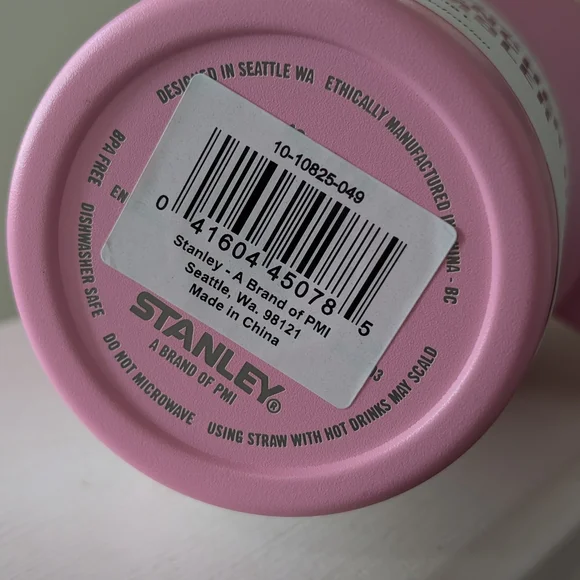 DESIGNED IN SEATTLE WA
ETHICALLY MANUFACTURED IN
BC
BPA FREE
DISHWASHER SAFE
DO NOT MICROWAVE
USING STRAW WITH HOT DRINKS MAY SCALD
10-10825-049
0 41604 45078 5
Stanley - A Brand of PMI
Seattle, Wa. 98121
Made in China
STANLEY®
A BRAND OF PMI